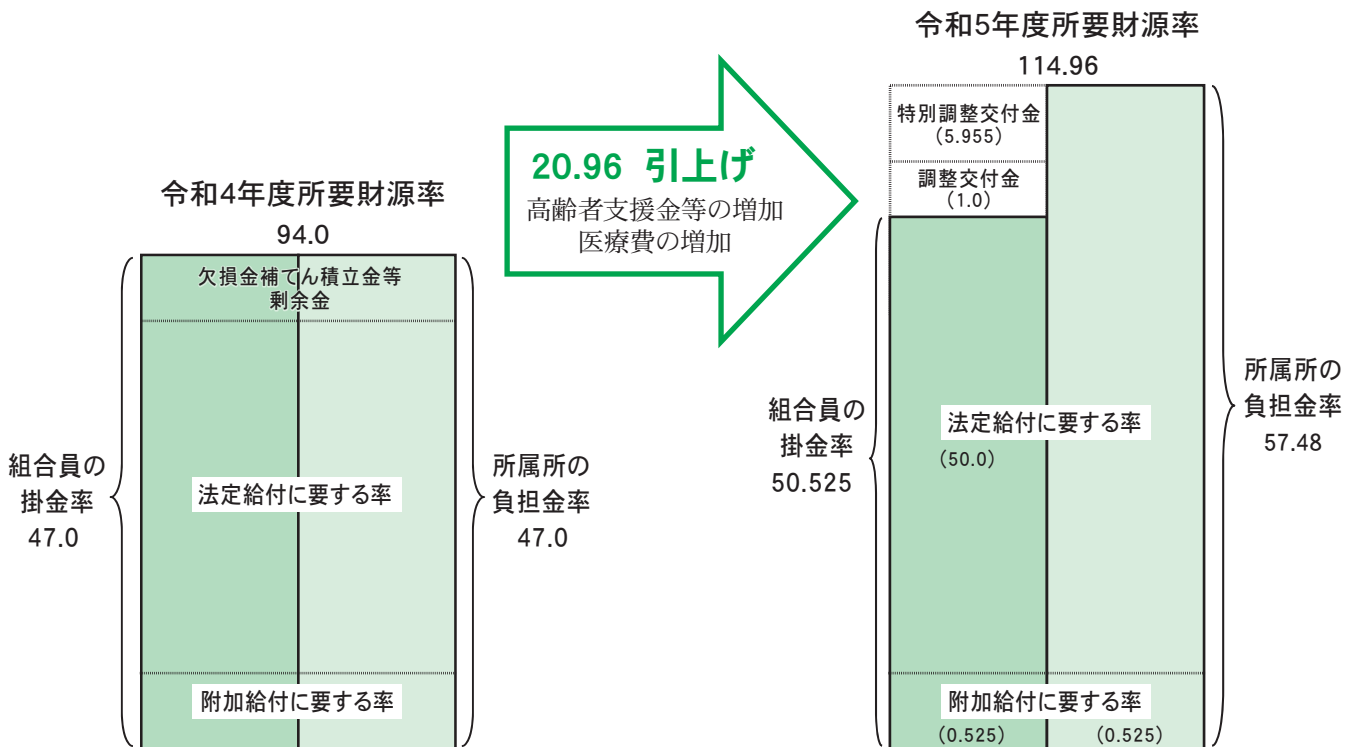 令和4年度所要財源率
94.0
欠損金補てん積立金等
剰余金
組合員の
掛金率
47.0
法定給付に要する率
所属所の
負担金率
47.0
附加給付に要する率
20.96 引上げ
高齢者支援金等の増加
医療費の増加
令和5年度所要財源率
114.96
特別調整交付金
(5.955)
調整交付金
(1.0)
組合員の
掛金率
50.525
法定給付に要する率
(50.0)
所属所の
負担金率
57.48
附加給付に要する率
(0.525) (0.525)